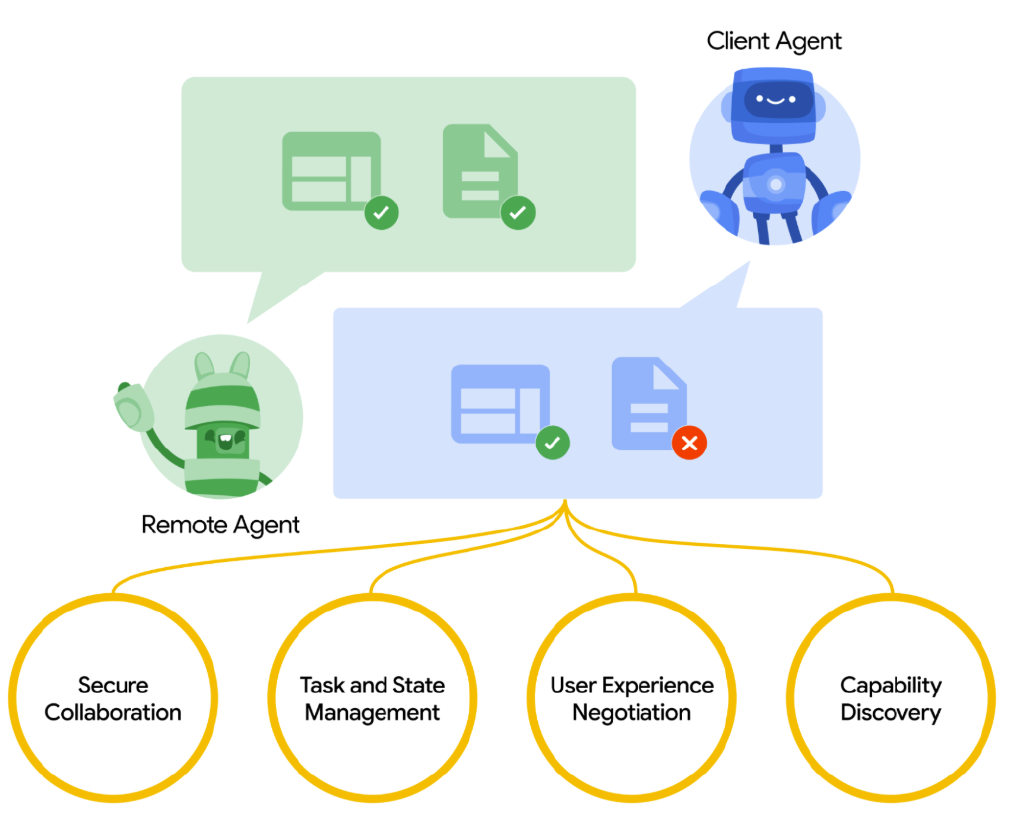 Client Agent
Remote Agent
Secure
Collaboration
Task and State
Management
User Experience
Negotiation
Capability
Discovery